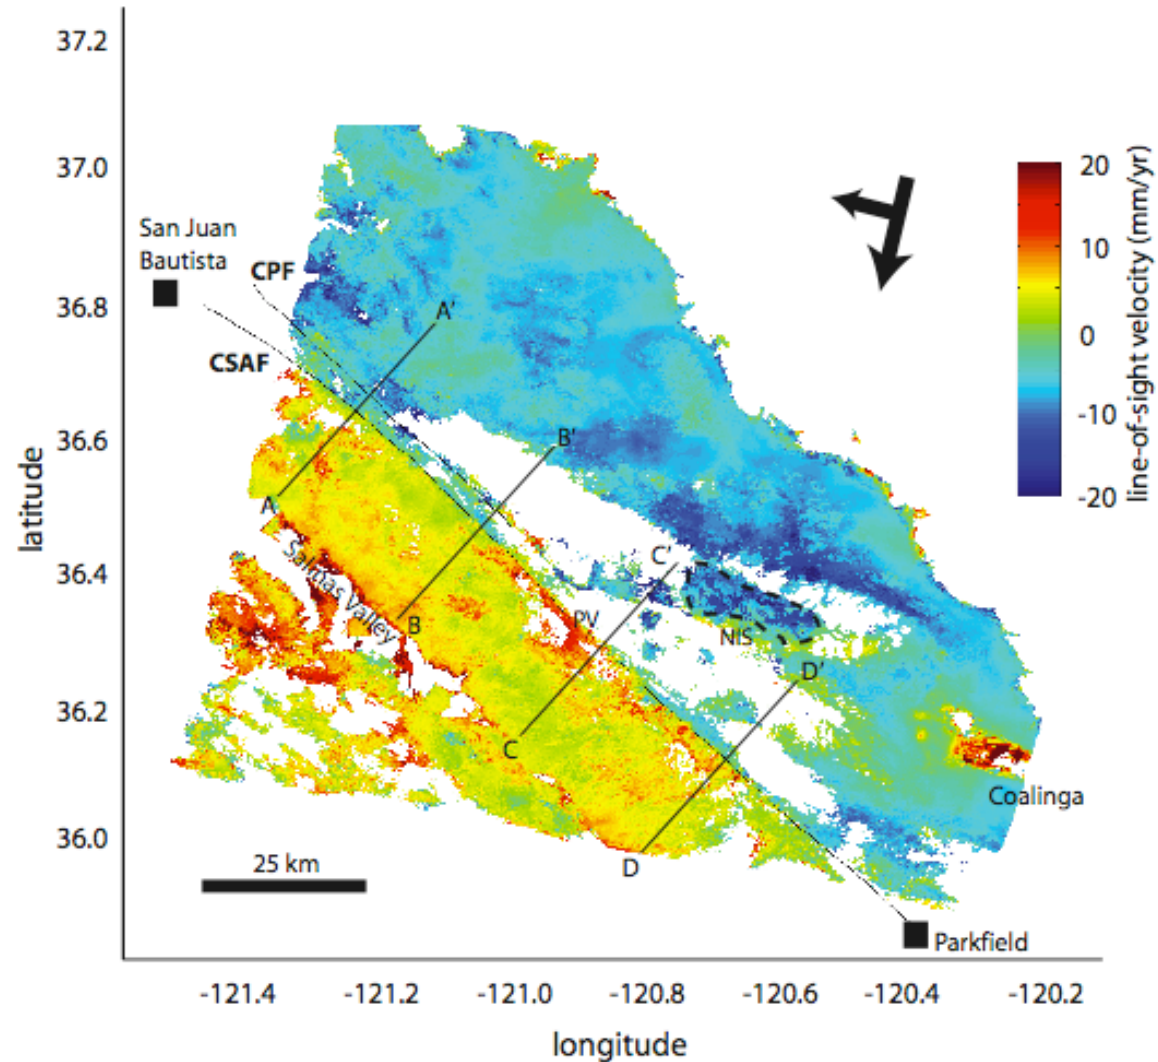 37.2
37.0
36.8
36.6
36.4
36.2
36.0
latitude
San Juan
Bautista
CPF
CSAF
A'
A
B'
B
Salinas Valley
C'
C
PV
NIS
D'
D
Coalinga
Parkfield
25 km
20
10
0
-10
-20
line-of-sight velocity (mm/yr)
-121.4
-121.2
-121.0
-120.8
-120.6
-120.4
-120.2
longitude